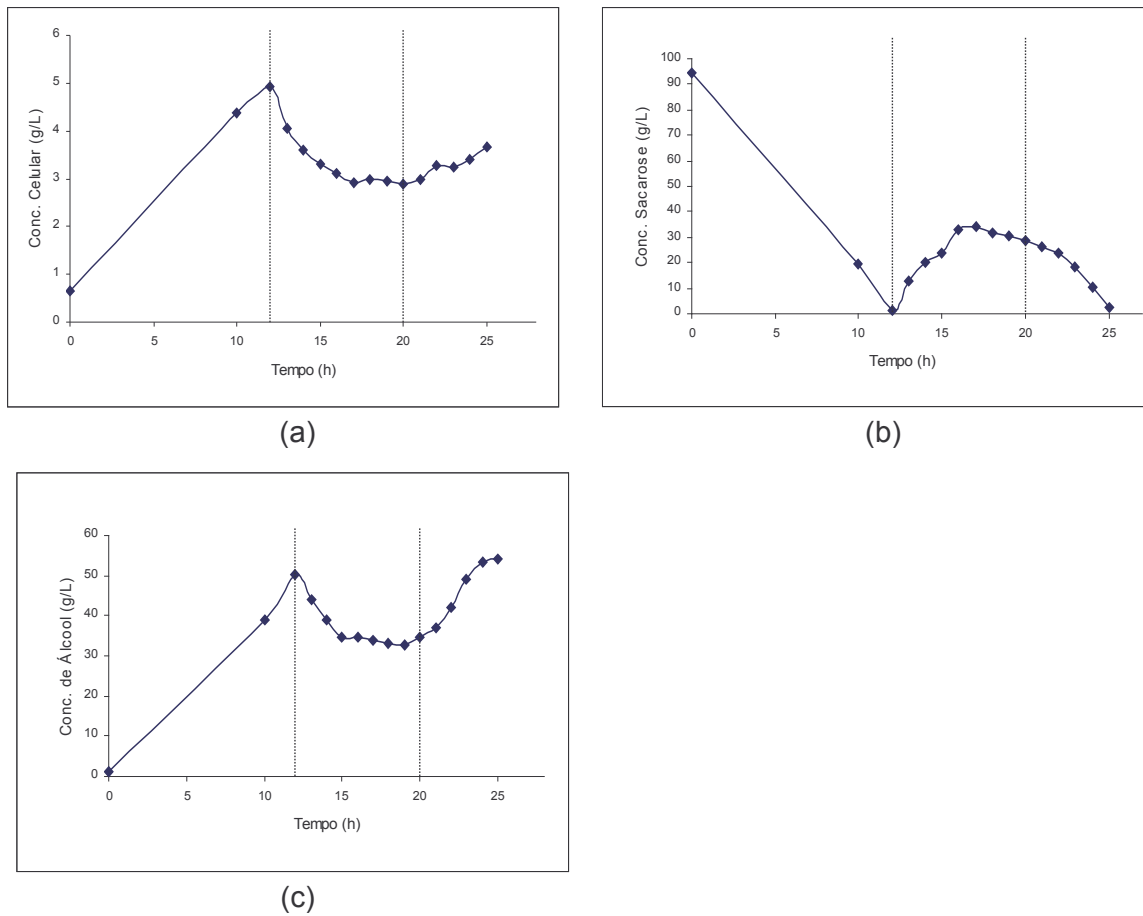 Conc. Celular (g/L)
6
5
4
3
2
1
0
0 5 10 15 20 25
Tempo (h)
(a)
Conc. Sacarose (g/L)
100
90
80
70
60
50
40
30
20
10
0
0 5 10 15 20 25
Tempo (h)
(b)
Conc. de Álcool (g/L)
60
50
40
30
20
10
0
0 5 10 15 20 25
Tempo (h)
(c)